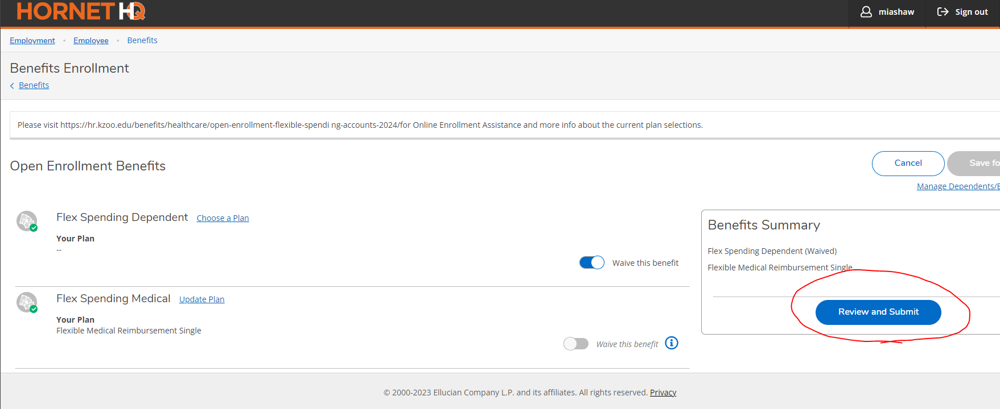 HORNET HQ
miashaw
Sign out
Employment • Employee • Benefits
Benefits Enrollment
< Benefits
Please visit https://hr.kzoo.edu/benefits/healthcare/open-enrollment-flexible-spendi ng-accounts-2024/for Online Enrollment Assistance and more info about the current plan selections.
Open Enrollment Benefits
Cancel
Save fo
Manage Dependents/
Flex Spending Dependent Choose a Plan
Your Plan
--
Waive this benefit
Flex Spending Medical Update Plan
Your Plan
Flexible Medical Reimbursement Single
Waive this benefit
Benefits Summary
Flex Spending Dependent (Waived)
Flexible Medical Reimbursement Single
Review and Submit
© 2000-2023 Ellucian Company L.P. and its affiliates. All rights reserved. Privacy